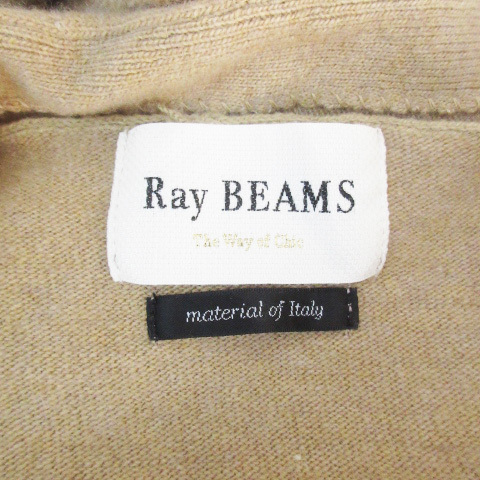 Ray BEAMS
The Way of Chic
material of Italy